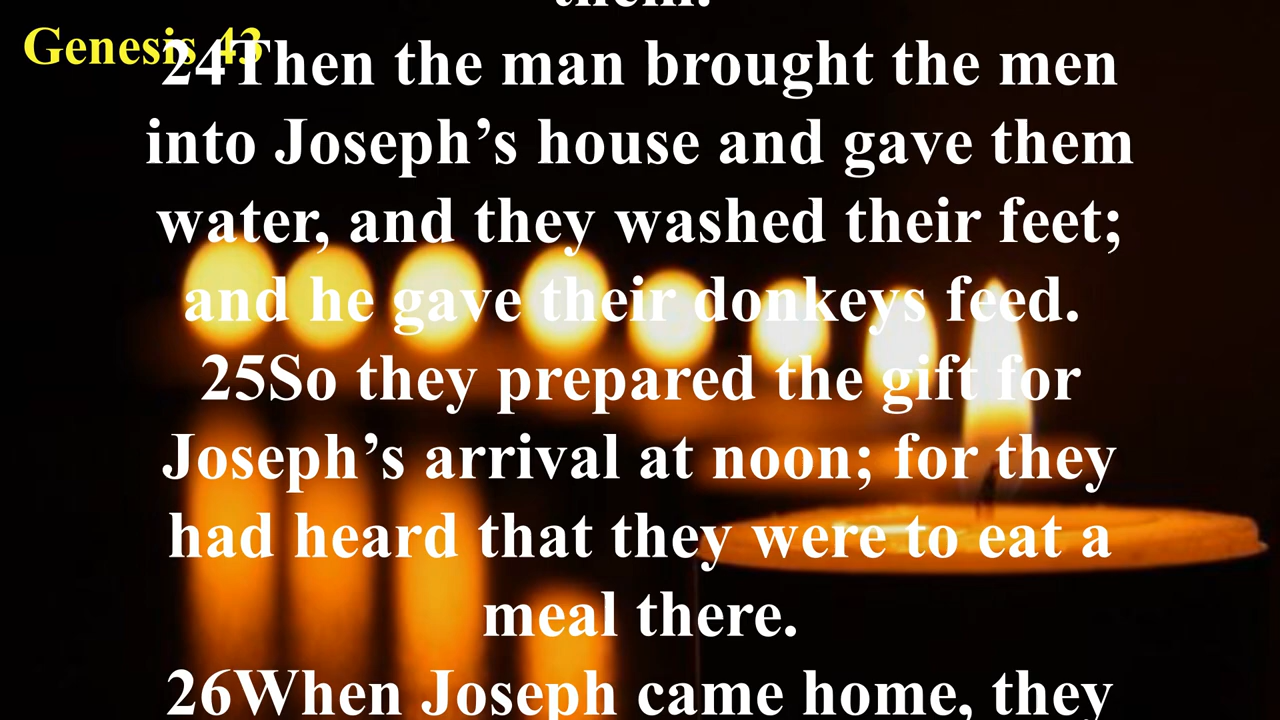 them.
Genesis 43
24Then the man brought the men
into Joseph’s house and gave them
water, and they washed their feet;
and he gave their donkeys feed.
25So they prepared the gift for
Joseph’s arrival at noon; for they
had heard that they were to eat a
meal there.
26When Joseph came home, they